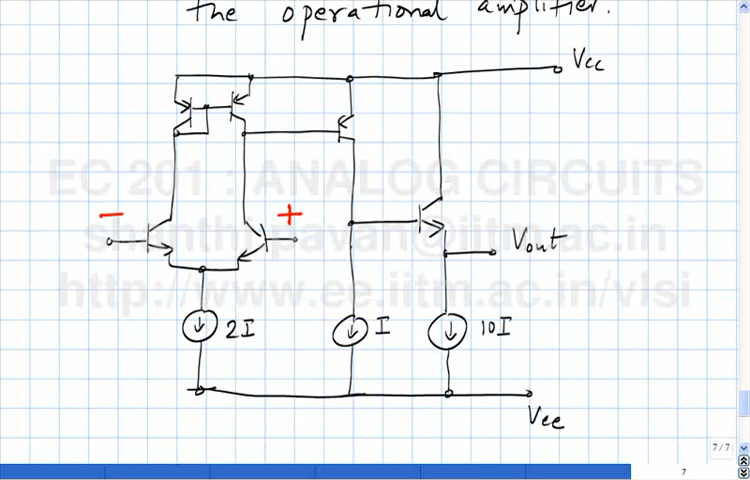 the operational amplifier.
Vcc
EC 201 : ANALOG CIRCUITS
− +
shanthi.pavan@iitm.ac.in
Vout
http://www.ee.iitm.ac.in/vlsi
2I I 10I
Vee
7/7
7